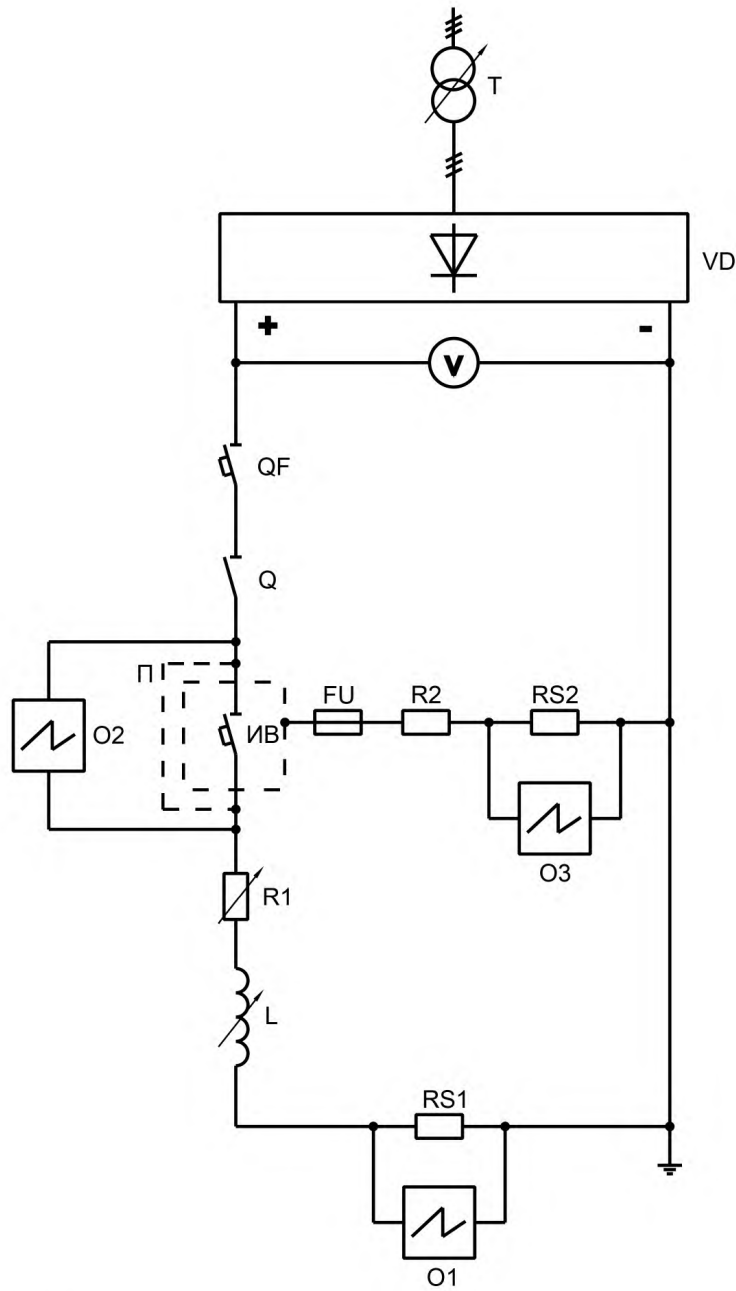 T
VD
+
-
V
QF
Q
П
FU
R2
RS2
ИВ
O2
O3
R1
L
RS1
O1